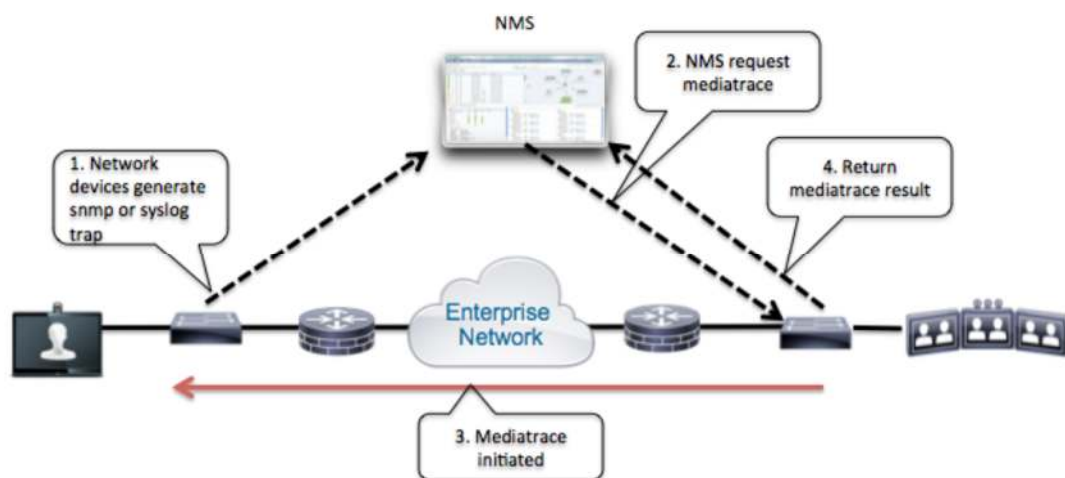 NMS
2. NMS request
mediatrace
1. Network
devices generate
snmp or syslog
trap
4. Return
mediatrace result
Enterprise
Network
3. Mediatrace
initiated